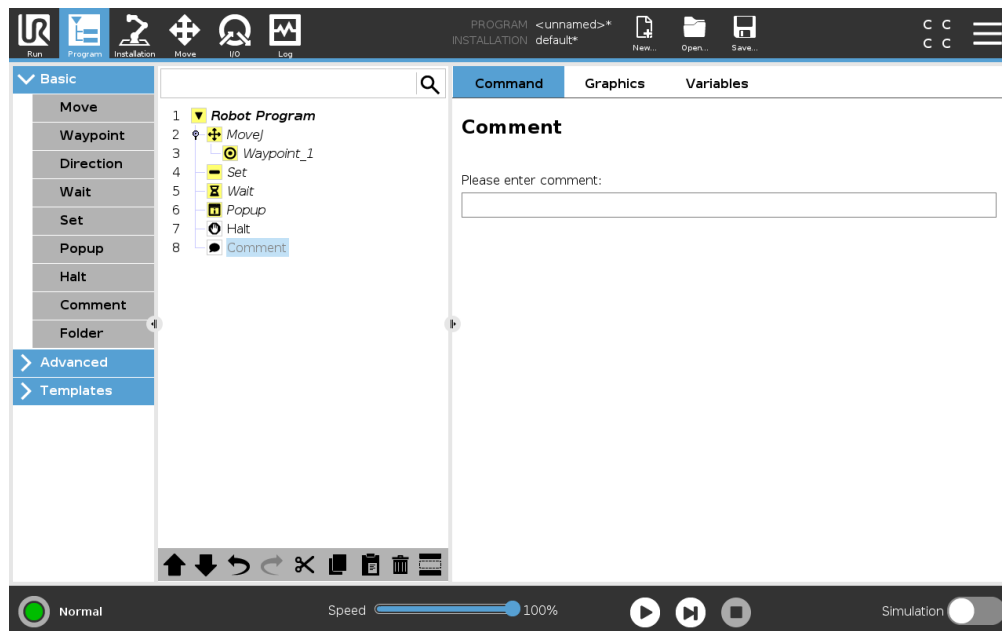 PROGRAM <unnamed>*
INSTALLATION default*
C C
C C
Run Program Installation Move I/O Log New... Open... Save...
Basic
Move
Waypoint
Direction
Wait
Set
Popup
Halt
Comment
Folder
Advanced
Templates
1 Robot Program
2 MoveJ
3 Waypoint_1
4 Set
5 Wait
6 Popup
7 Halt
8 Comment
Command Graphics Variables
Comment
Please enter comment:
Normal
Speed 100%
Simulation